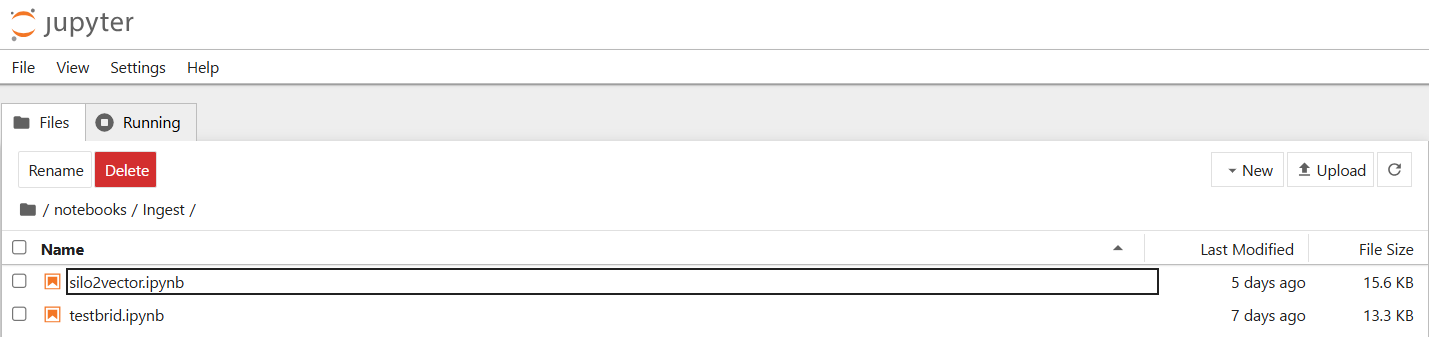 jupyter
File View Settings Help
Files Running
Rename Delete New Upload
/ notebooks / Ingest /
Name Last Modified File Size
silo2vector.ipynb 5 days ago 15.6 KB
testbrid.ipynb 7 days ago 13.3 KB